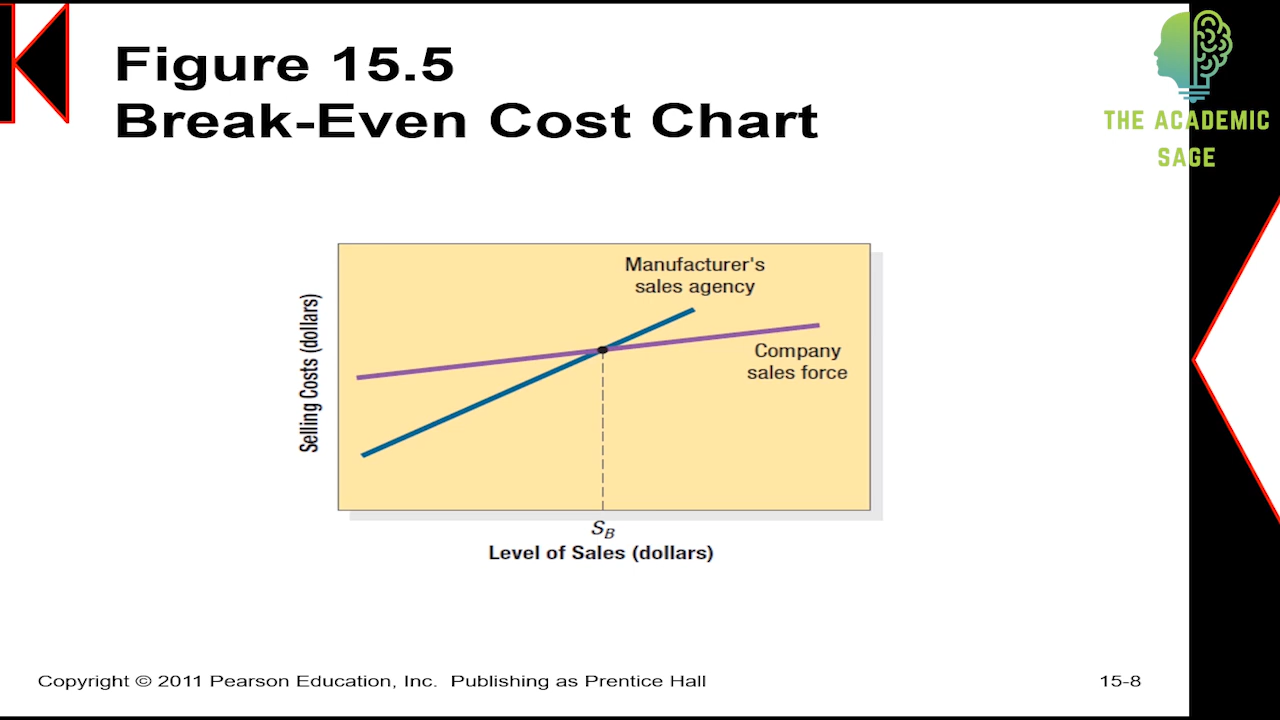 Figure 15.5
Break-Even Cost Chart
THE ACADEMIC
SAGE
Manufacturer's
sales agency
Company
sales force
Selling Costs (dollars)
S_B
Level of Sales (dollars)
Copyright © 2011 Pearson Education, Inc. Publishing as Prentice Hall
15-8